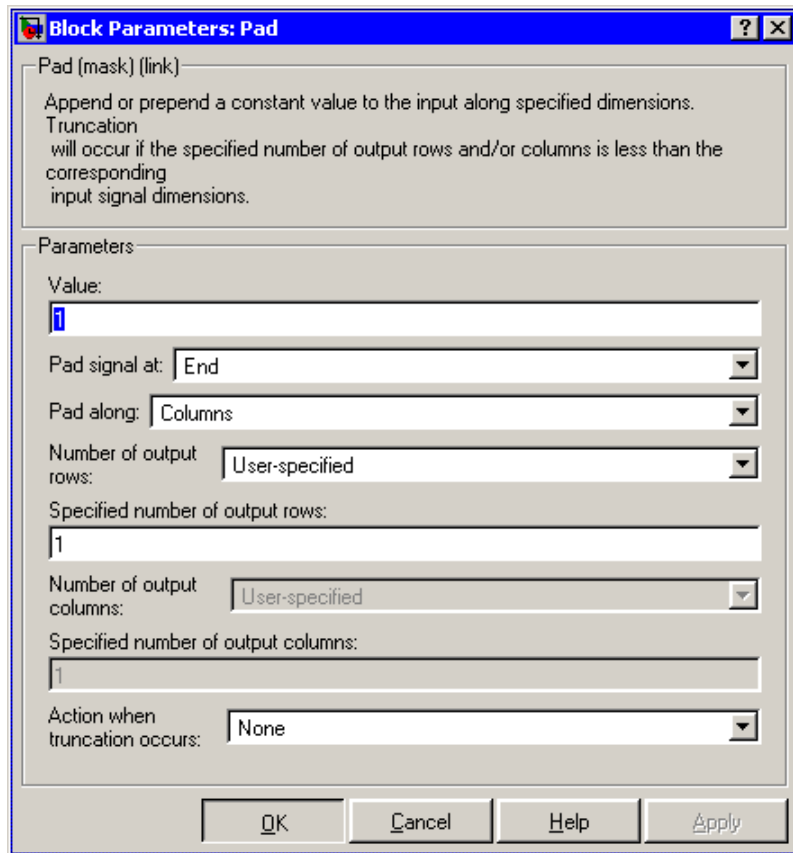 Block Parameters: Pad
Pad (mask) (link)
Append or prepend a constant value to the input along specified dimensions.
Truncation
will occur if the specified number of output rows and/or columns is less than the
corresponding
input signal dimensions.
Parameters
Value:
1
Pad signal at: End
Pad along: Columns
Number of output
rows: User-specified
Specified number of output rows:
1
Number of output
columns: User-specified
Specified number of output columns:
1
Action when
truncation occurs: None
OK Cancel Help Apply